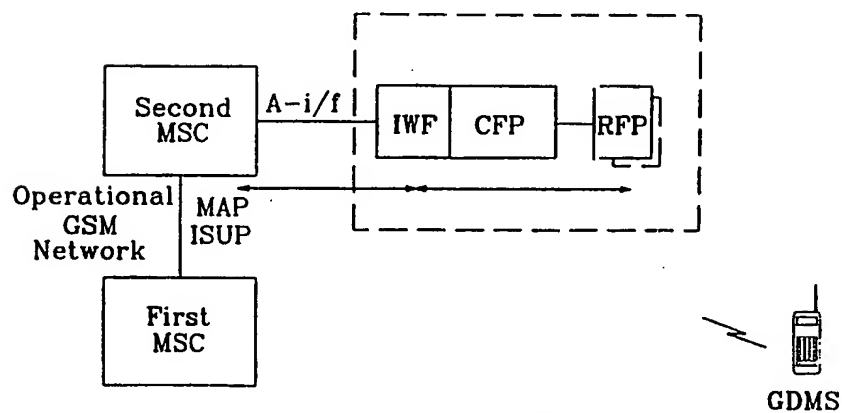 Second
MSC
A-i/f
IWF
CFP
RFP
Operational
GSM
Network
MAP
ISUP
First
MSC
GDMS